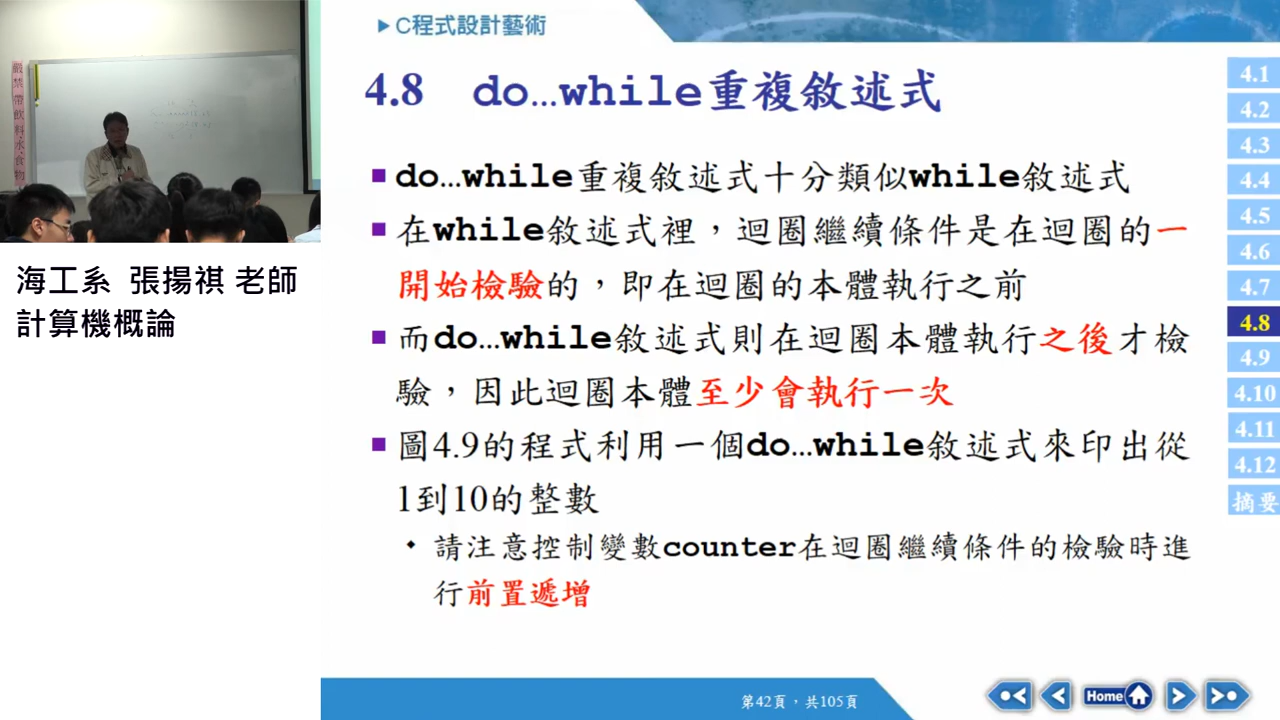 嚴禁帶飲料水食物
海工系 張揚祺 老師
計算機概論
C程式設計藝術
4.8 do…while重複敘述式
do…while重複敘述式十分類似while敘述式
在while敘述式裡，迴圈繼續條件是在迴圈的一
開始檢驗的，即在迴圈的本體執行之前
而do…while敘述式則在迴圈本體執行之後才檢
驗，因此迴圈本體至少會執行一次
圖4.9的程式利用一個do…while敘述式來印出從
1到10的整數
請注意控制變數counter在迴圈繼續條件的檢驗時進
行前置遞增
4.1
4.2
4.3
4.4
4.5
4.6
4.7
4.8
4.9
4.10
4.11
4.12
摘要
第42頁，共105頁
Home